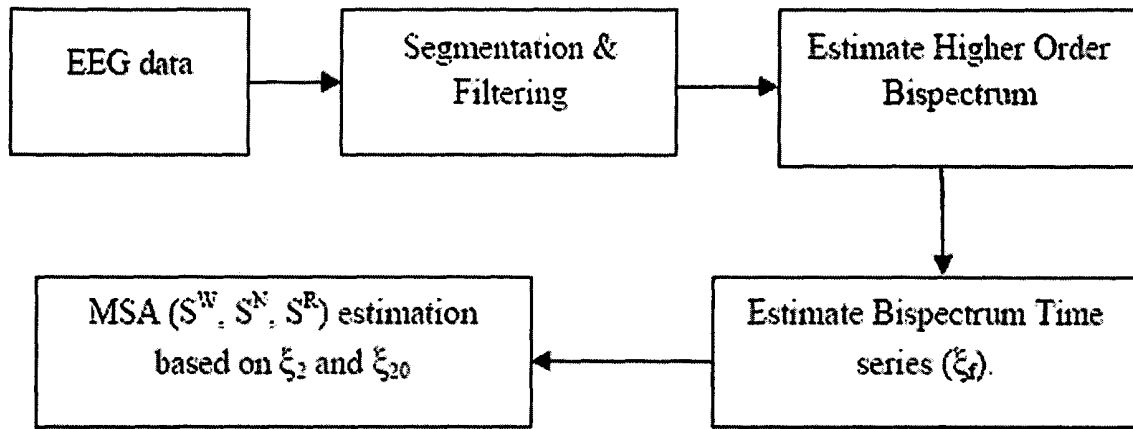 EEG data
Segmentation &
Filtering
Estimate Higher Order
Bispectrum
Estimate Bispectrum Time
series (ξf).
MSA (S^W, S^N, S^R) estimation
based on ξ2 and ξ20